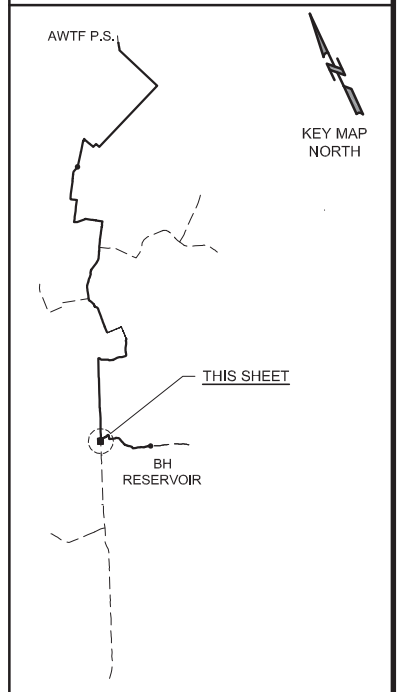 AWTF P.S.
KEY MAP
NORTH
THIS SHEET
BH
RESERVOIR